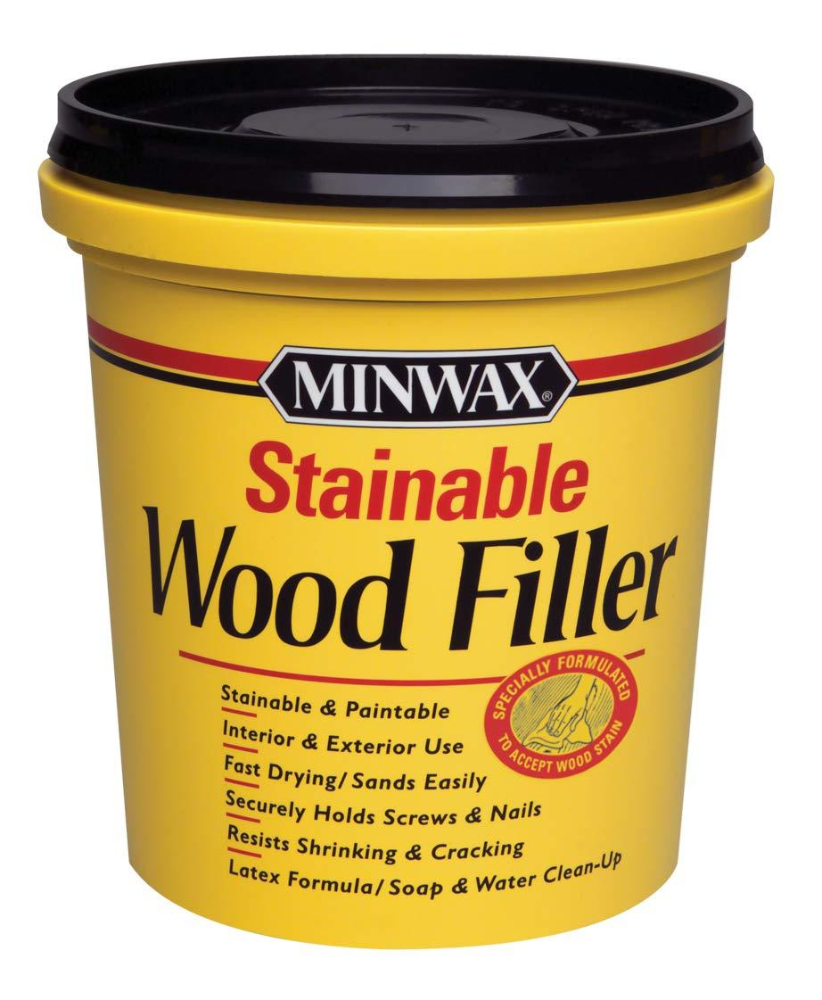 MINWAX®
Stainable
Wood Filler
SPECIALLY FORMULATED
TO ACCEPT WOOD STAIN
Stainable & Paintable
Interior & Exterior Use
Fast Drying/Sands Easily
Securely Holds Screws & Nails
Resists Shrinking & Cracking
Latex Formula/Soap & Water Clean-Up